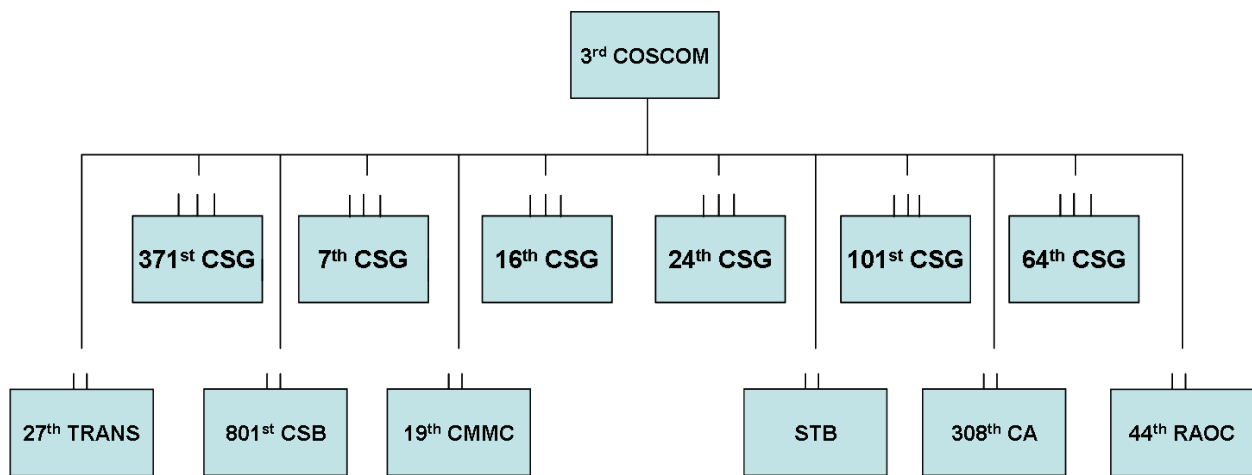 3rd COSCOM
371st CSG
7th CSG
16th CSG
24th CSG
101st CSG
64th CSG
27th TRANS
801st CSB
19th CMMC
STB
308th CA
44th RAOC